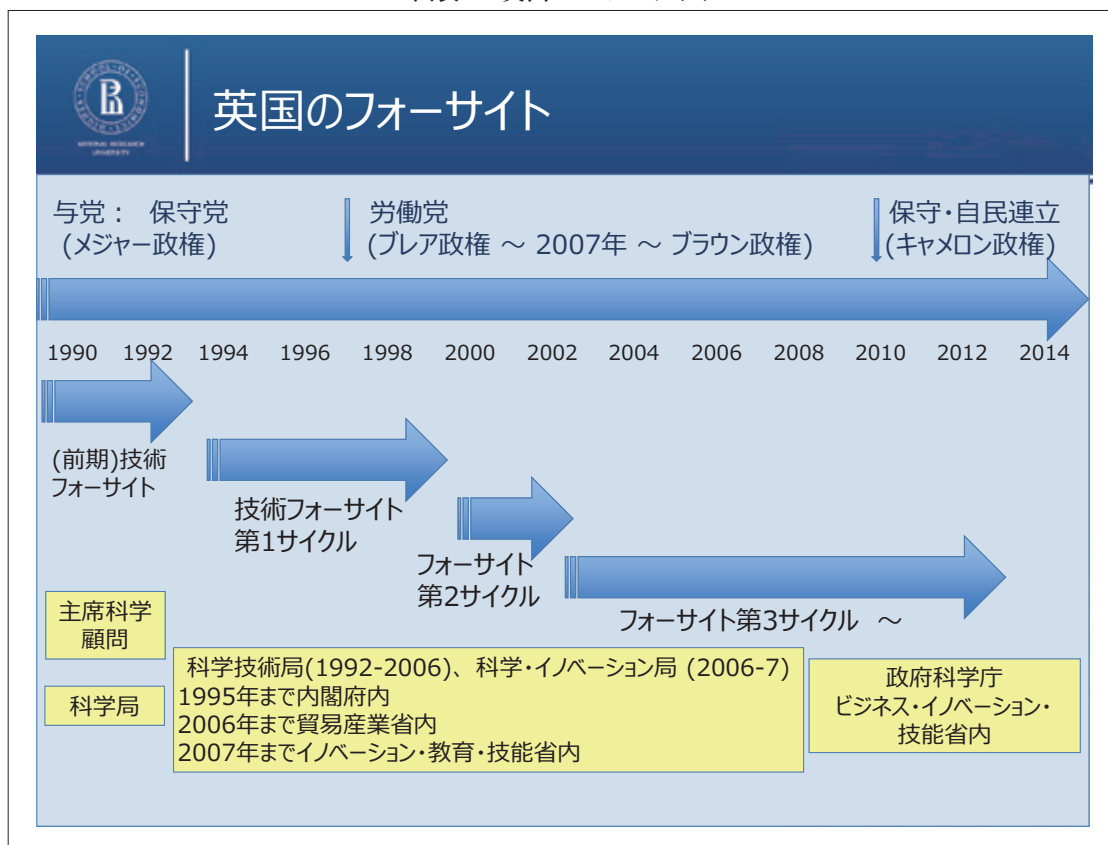 英国のフォーサイト
NATIONAL RESEARCH
UNIVERSITY
与党： 保守党
(メジャー政権)
労働党
(ブレア政権 ～ 2007年 ～ ブラウン政権)
保守・自民連立
(キャメロン政権)
1990 1992 1994 1996 1998 2000 2002 2004 2006 2008 2010 2012 2014
(前期)技術
フォーサイト
技術フォーサイト
第1サイクル
フォーサイト
第2サイクル
フォーサイト第3サイクル ～
主席科学
顧問
科学局
科学技術局(1992-2006)、科学・イノベーション局 (2006-7)
1995年まで内閣府内
2006年まで貿易産業省内
2007年までイノベーション・教育・技能省内
政府科学庁
ビジネス・イノベーション・
技能省内